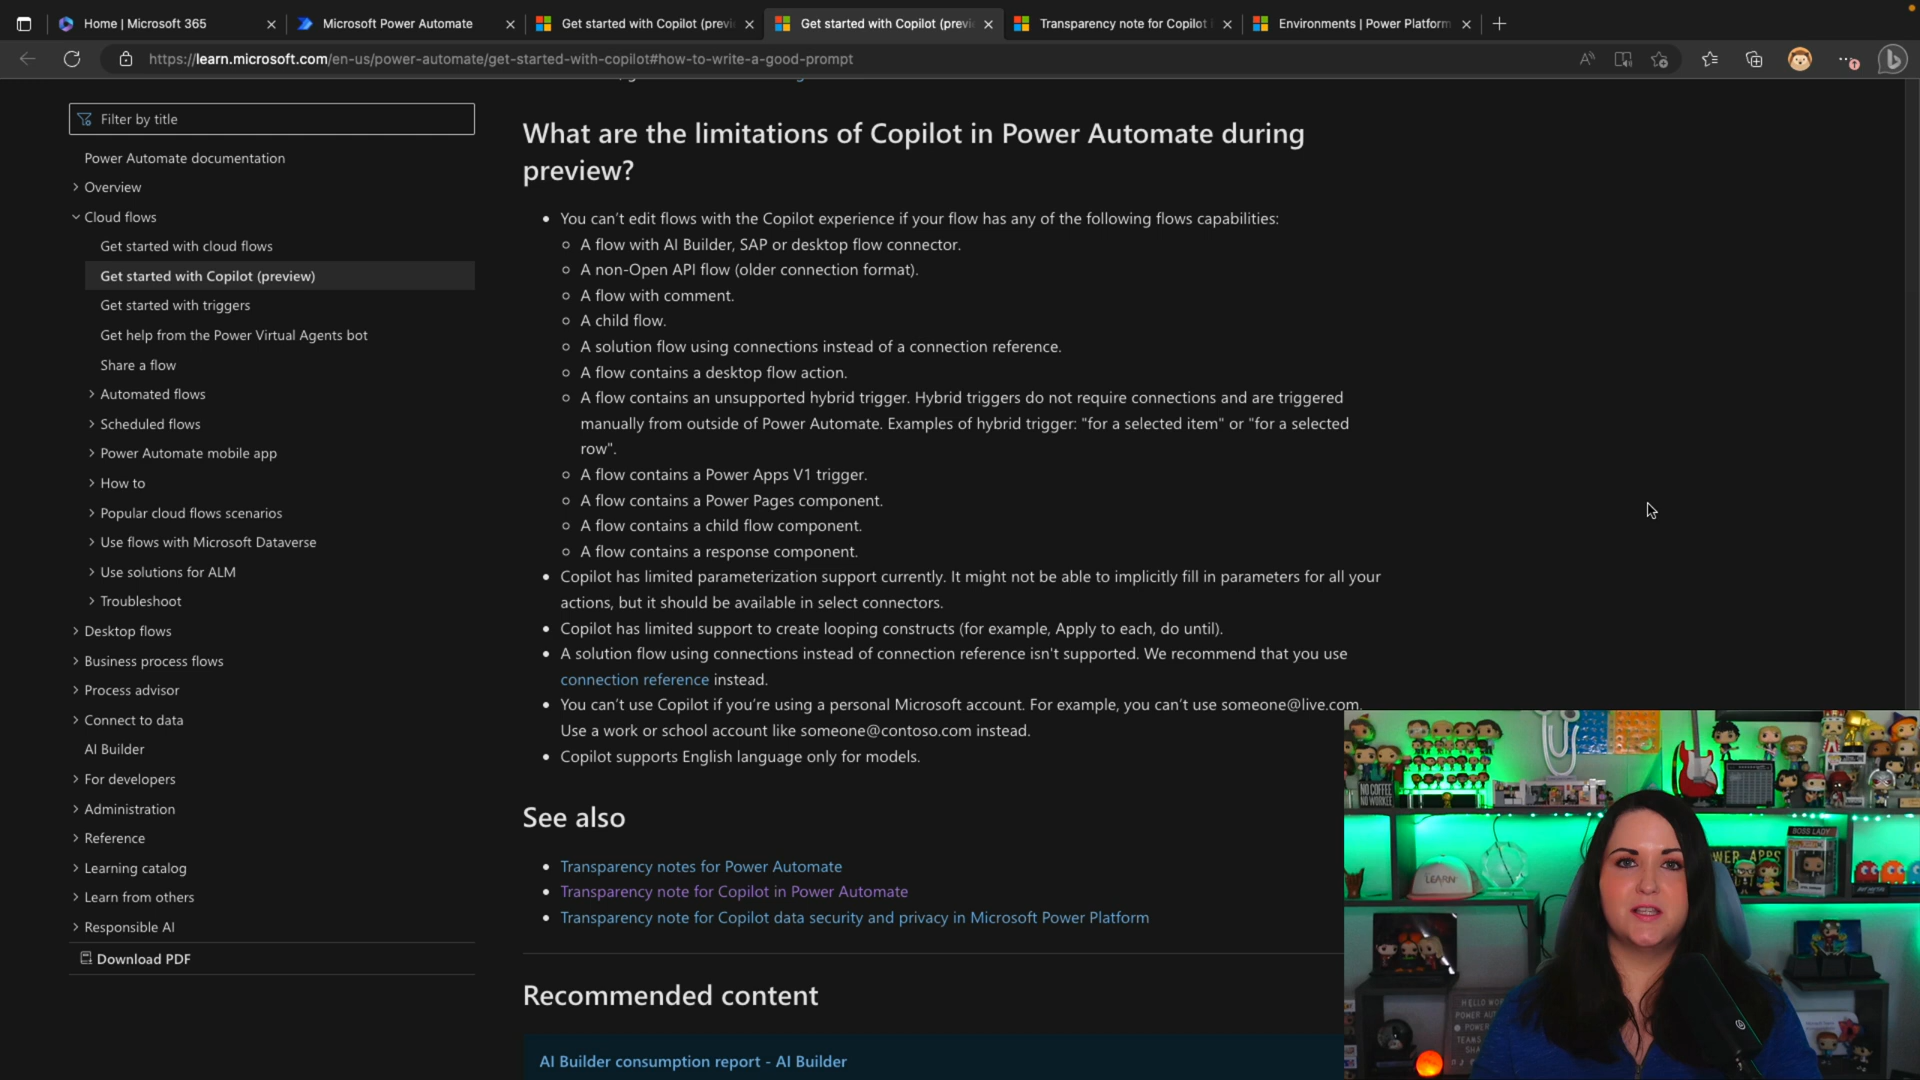 Home | Microsoft 365
Microsoft Power Automate
Get started with Copilot (previ
Get started with Copilot (previ
Transparency note for Copilot i
Environments | Power Platform
https://learn.microsoft.com/en-us/power-automate/get-started-with-copilot#how-to-write-a-good-prompt
Filter by title
Power Automate documentation
Overview
Cloud flows
Get started with cloud flows
Get started with Copilot (preview)
Get started with triggers
Get help from the Power Virtual Agents bot
Share a flow
Automated flows
Scheduled flows
Power Automate mobile app
How to
Popular cloud flows scenarios
Use flows with Microsoft Dataverse
Use solutions for ALM
Troubleshoot
Desktop flows
Business process flows
Process advisor
Connect to data
AI Builder
For developers
Administration
Reference
Learning catalog
Learn from others
Responsible AI
Download PDF
What are the limitations of Copilot in Power Automate during
preview?
• You can't edit flows with the Copilot experience if your flow has any of the following flows capabilities:
○ A flow with AI Builder, SAP or desktop flow connector.
○ A non-Open API flow (older connection format).
○ A flow with comment.
○ A child flow.
○ A solution flow using connections instead of a connection reference.
○ A flow contains a desktop flow action.
○ A flow contains an unsupported hybrid trigger. Hybrid triggers do not require connections and are triggered
manually from outside of Power Automate. Examples of hybrid trigger: "for a selected item" or "for a selected
row".
○ A flow contains a Power Apps V1 trigger.
○ A flow contains a Power Pages component.
○ A flow contains a child flow component.
○ A flow contains a response component.
• Copilot has limited parameterization support currently. It might not be able to implicitly fill in parameters for all your
actions, but it should be available in select connectors.
• Copilot has limited support to create looping constructs (for example, Apply to each, do until).
• A solution flow using connections instead of connection reference isn't supported. We recommend that you use
connection reference instead.
• You can't use Copilot if you're using a personal Microsoft account. For example, you can't use someone@live.com.
Use a work or school account like someone@contoso.com instead.
• Copilot supports English language only for models.
See also
• Transparency notes for Power Automate
• Transparency note for Copilot in Power Automate
• Transparency note for Copilot data security and privacy in Microsoft Power Platform
Recommended content
AI Builder consumption report - AI Builder
NO COFFEE
NO WORKEE
LEARN
BOSS LADY
WER APPS
HELLO WO
POWER AU
TEAMS